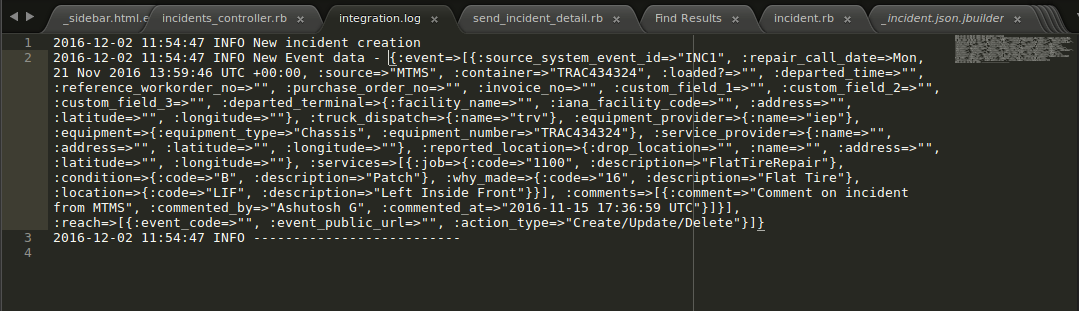 _sidebar.html.e
incidents_controller.rb
integration.log
send_incident_detail.rb
Find Results
incident.rb
_incident.json.jbuilder
1 2016-12-02 11:54:47 INFO New incident creation
2 2016-12-02 11:54:47 INFO New Event data - {:event=>[{:source_system_event_id=>"INC1", :repair_call_date=>Mon,
21 Nov 2016 13:59:46 UTC +00:00, :source=>"MTMS", :container=>"TRAC434324", :loaded?=>"", :departed_time=>"",
:reference_workorder_no=>"", :purchase_order_no=>"", :invoice_no=>"", :custom_field_1=>"", :custom_field_2=>"",
:custom_field_3=>"", :departed_terminal=>{:facility_name=>"", :iana_facility_code=>"", :address=>"",
:latitude=>"", :longitude=>""}, :truck_dispatch=>{:name=>"trv"}, :equipment_provider=>{:name=>"iep"},
:equipment=>{:equipment_type=>"Chassis", :equipment_number=>"TRAC434324"}, :service_provider=>{:name=>"",
:address=>"", :latitude=>"", :longitude=>""}, :reported_location=>{:drop_location=>"", :name=>"", :address=>"",
:latitude=>"", :longitude=>""}, :services=>[{:job=>{:code=>"1100", :description=>"FlatTireRepair"},
:condition=>{:code=>"B", :description=>"Patch"}, :why_made=>{:code=>"16", :description=>"Flat Tire"},
:location=>{:code=>"LIF", :description=>"Left Inside Front"}}], :comments=>[{:comment=>"Comment on incident
from MTMS", :commented_by=>"Ashutosh G", :commented_at=>"2016-11-15 17:36:59 UTC"}]}],
:reach=>[{:event_code=>"", :event_public_url=>"", :action_type=>"Create/Update/Delete"}]}
3 2016-12-02 11:54:47 INFO --------------------------
4